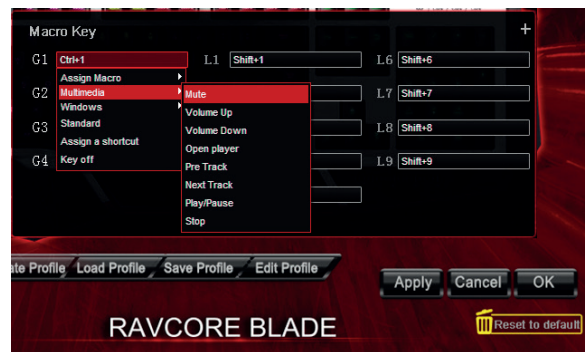 Macro Key +
G1 Ctrl+1 L1 Shift+1 L6 Shift+6
Assign Macro
G2 Multimedia Mute L7 Shift+7
Windows Volume Up
G3 Standard Volume Down L8 Shift+8
Assign a shortcut Open player
G4 Key off Pre Track L9 Shift+9
Next Track
Play/Pause
Stop
ate Profile Load Profile Save Profile Edit Profile
Apply Cancel OK
RAVCORE BLADE Reset to default